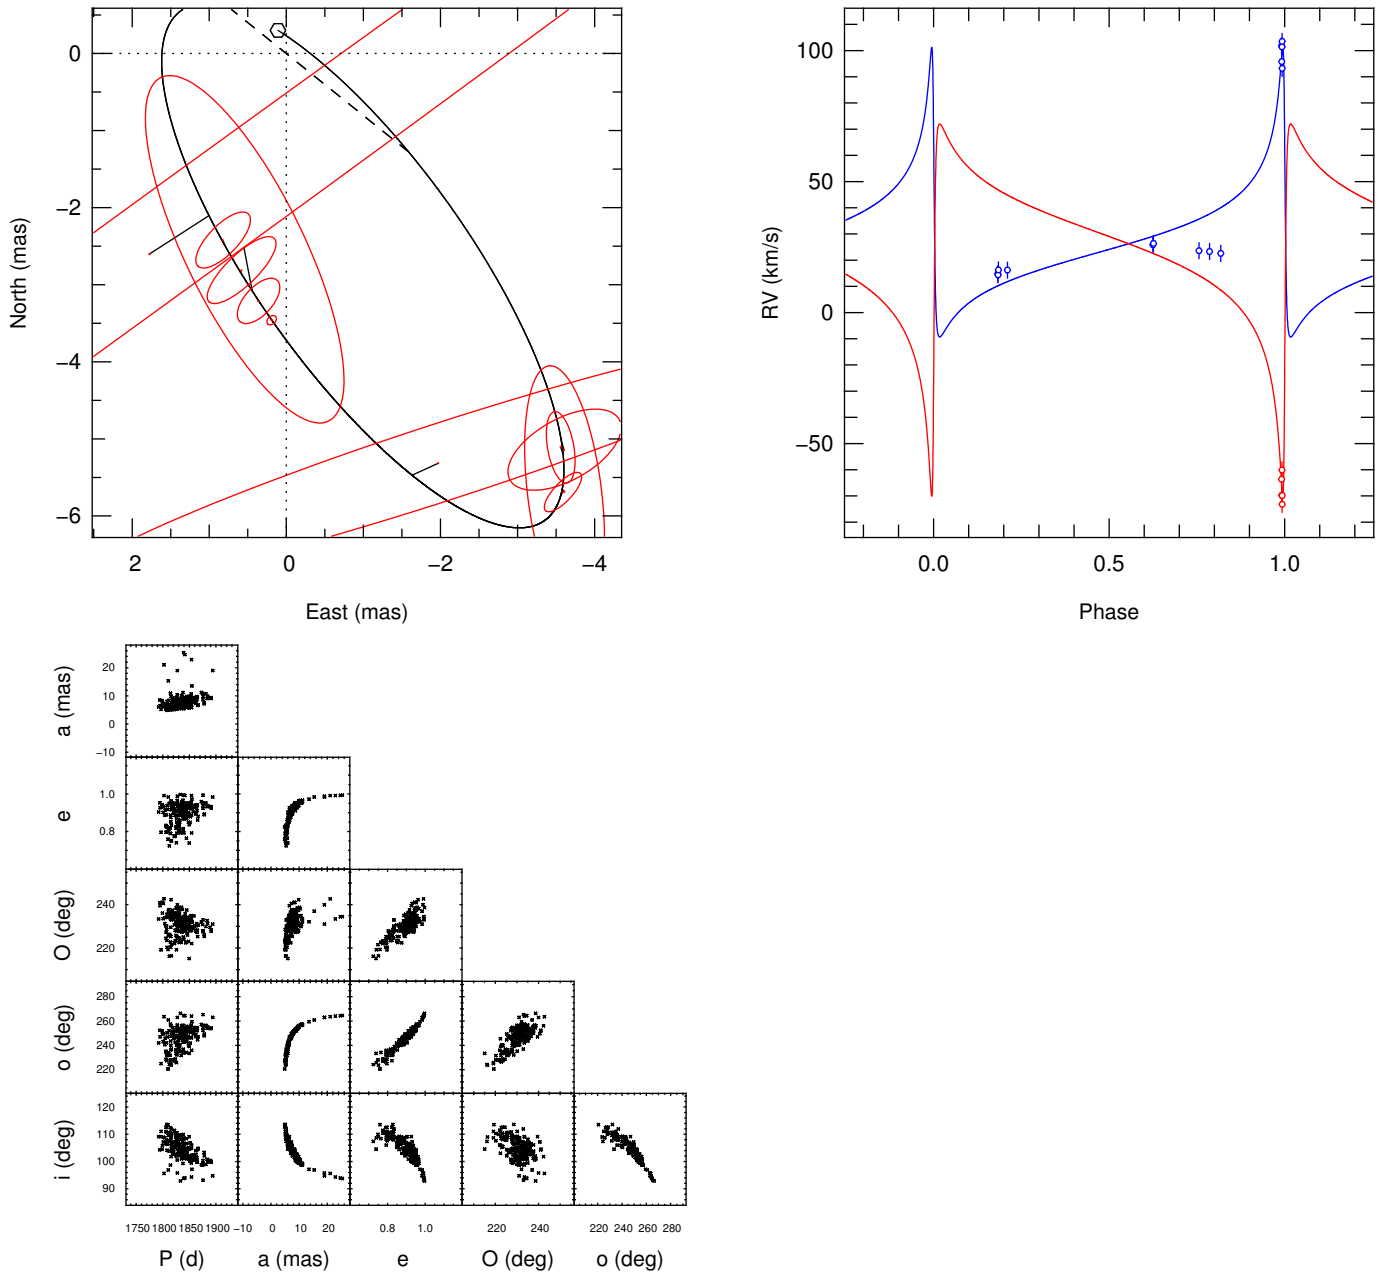 0
−2
−4
−6
North (mas)
2
0
−2
−4
East (mas)
100
50
0
−50
RV (km/s)
0.0
0.5
1.0
Phase
20
10
0
−10
a (mas)
1.0
0.8
e
240
220
O (deg)
280
260
240
220
o (deg)
120
110
100
90
i (deg)
1750 1800 1850 1900
−10 0 10 20
0.8 1.0
220 240
220 240 260 280
P (d)
a (mas)
e
O (deg)
o (deg)